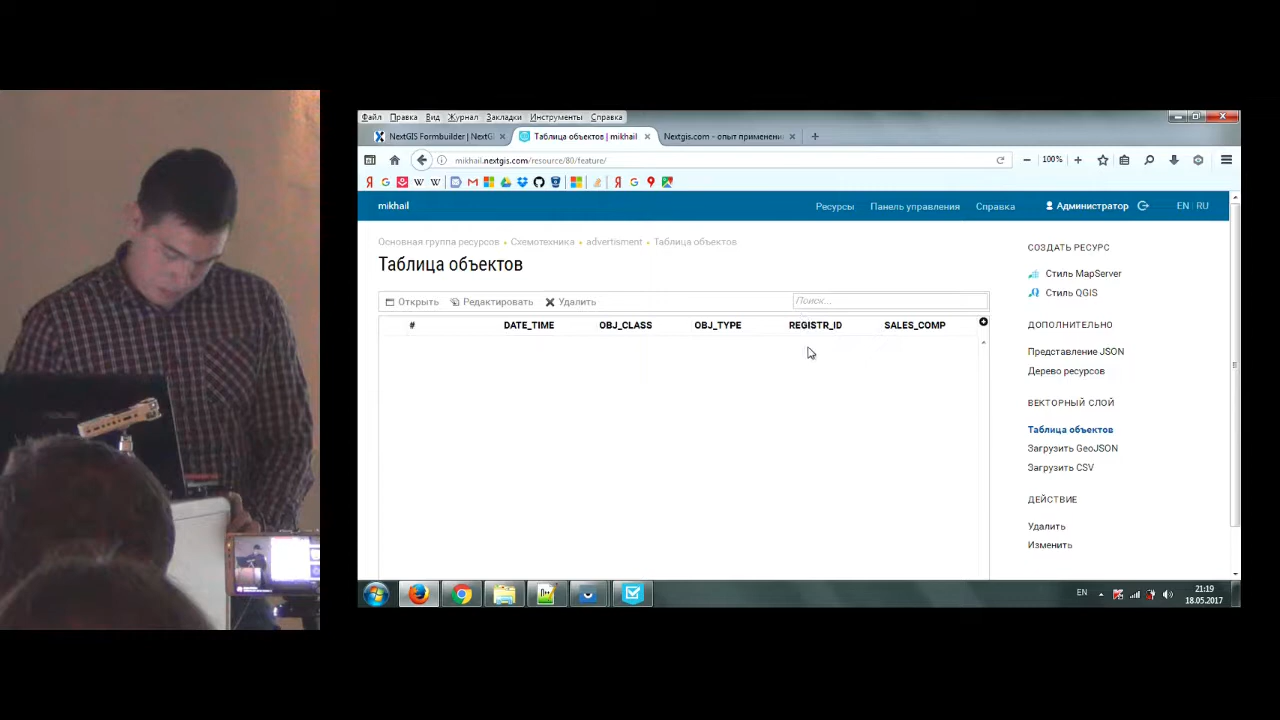 Файл Правка Вид Журнал Закладки Инструменты Справка
NextGIS Formbuilder | NextGI
Таблица объектов | mikhail
Nextgis.com - опыт применени
mikhail.nextgis.com/resource/80/feature/
100%
mikhail
Ресурсы Панель управления Справка Администратор EN RU
Основная группа ресурсов Схемотехника advertisment Таблица объектов
Таблица объектов
Открыть Редактировать Удалить Поиск...
# DATE_TIME OBJ_CLASS OBJ_TYPE REGISTR_ID SALES_COMP
СОЗДАТЬ РЕСУРС
Стиль MapServer
Стиль QGIS
ДОПОЛНИТЕЛЬНО
Представление JSON
Дерево ресурсов
ВЕКТОРНЫЙ СЛОЙ
Таблица объектов
Загрузить GeoJSON
Загрузить CSV
ДЕЙСТВИЕ
Удалить
Изменить
EN
21:19
18.05.2017